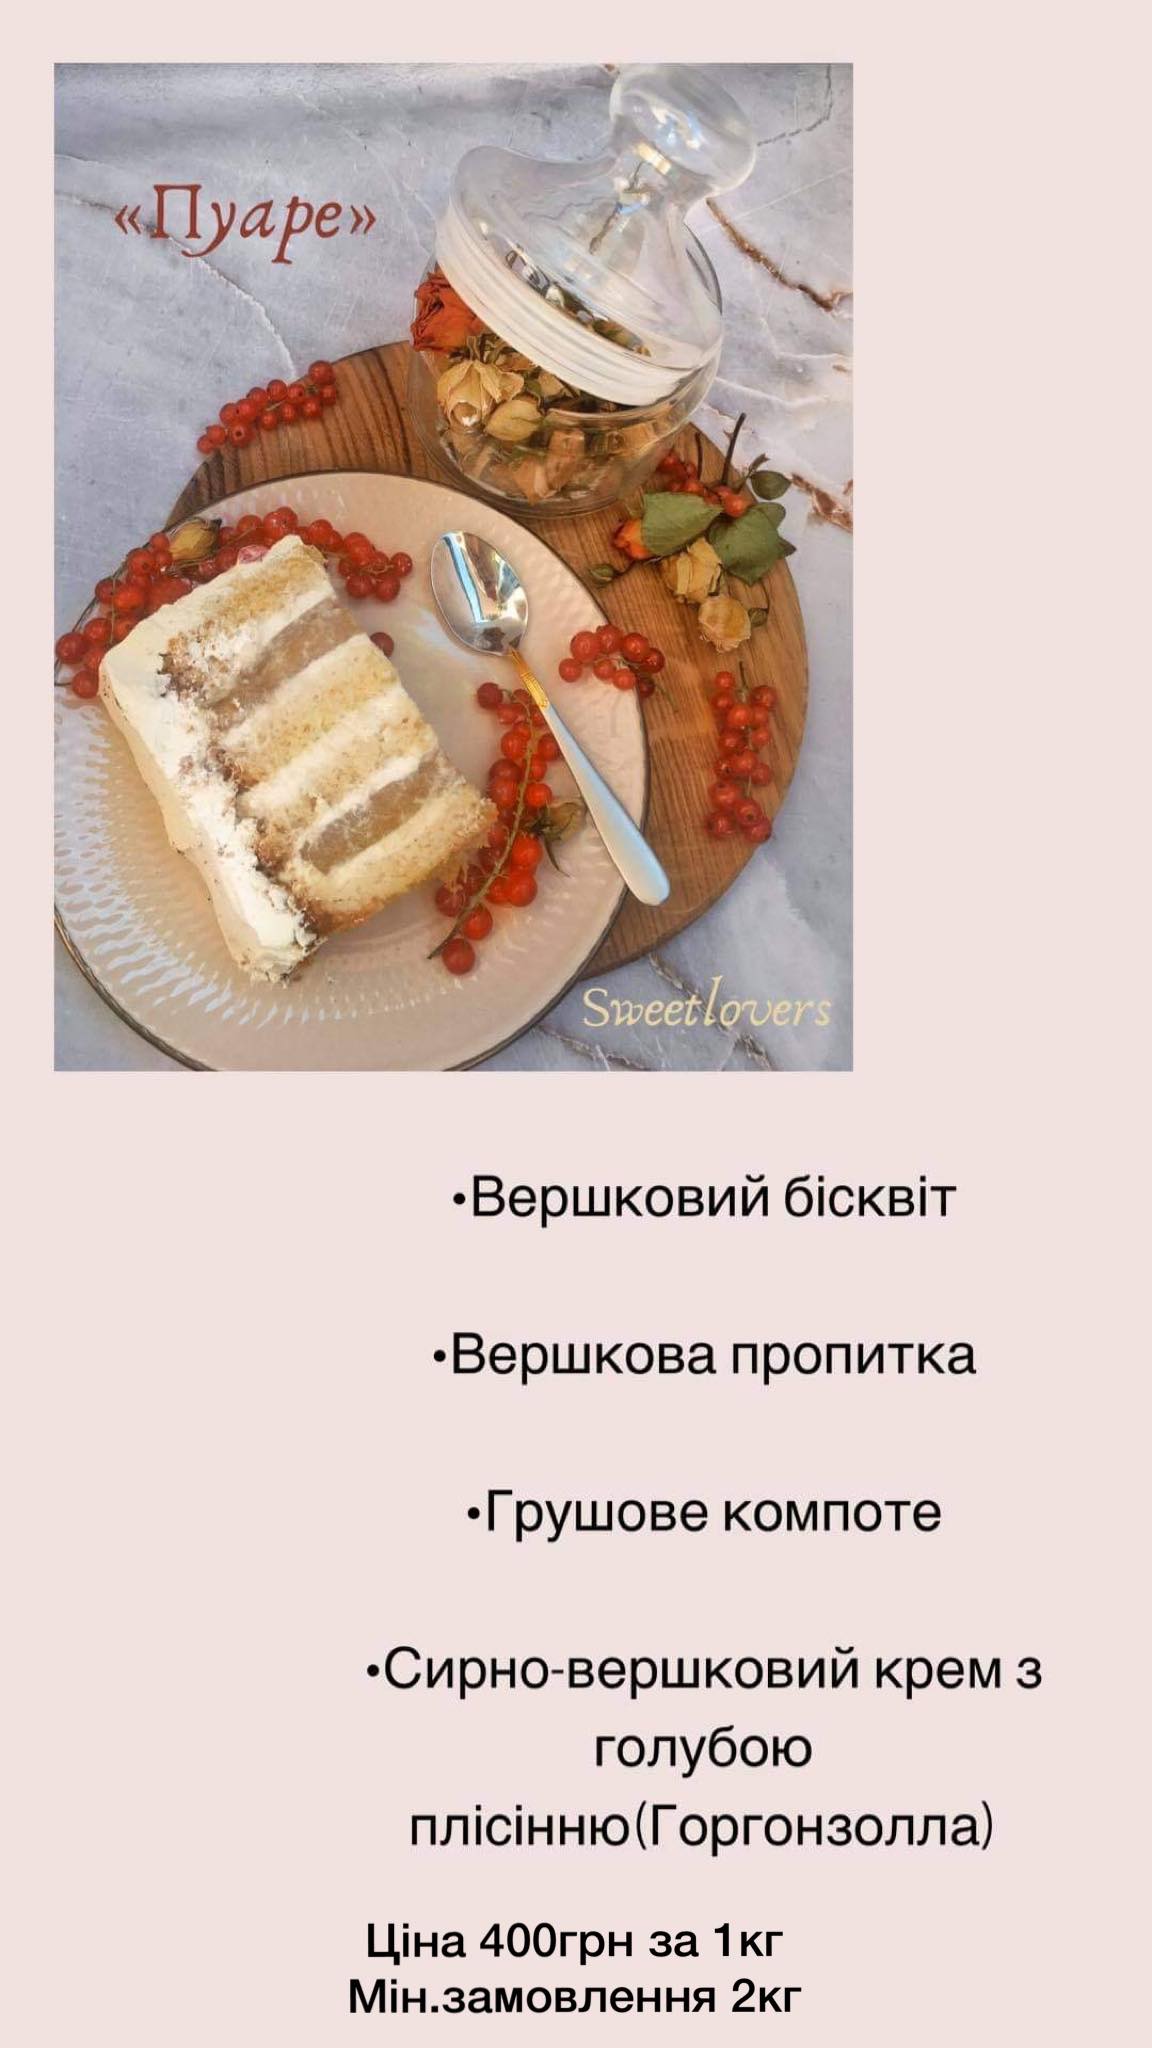 «Пуаре»
Sweetlovers
•Вершковий бісквіт
•Вершкова пропитка
•Грушове компоте
•Сирно-вершковий крем з
голубою
плісінню(Горгонзолла)
Ціна 400грн за 1кг
Мін.замовлення 2кг